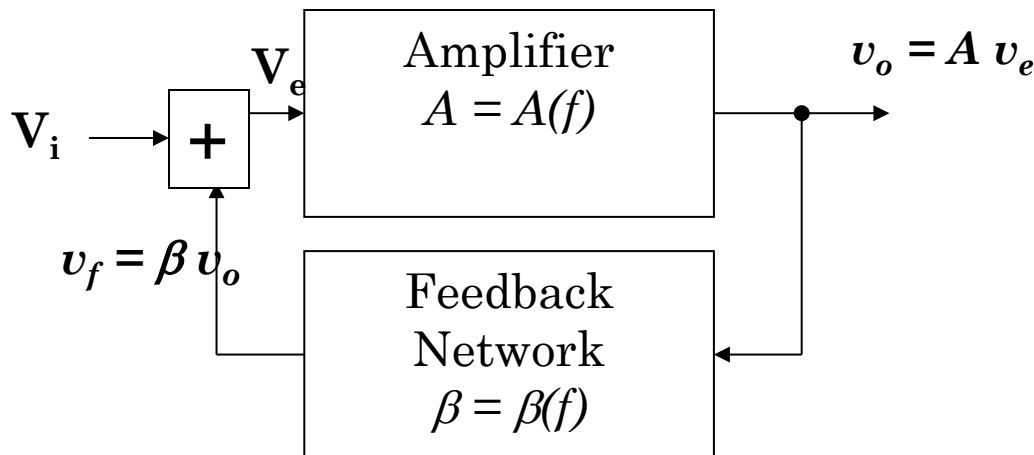 Amplifier
A = A(f)
v_o = A v_e
V_e
V_i
+
v_f = β v_o
Feedback
Network
β = β(f)